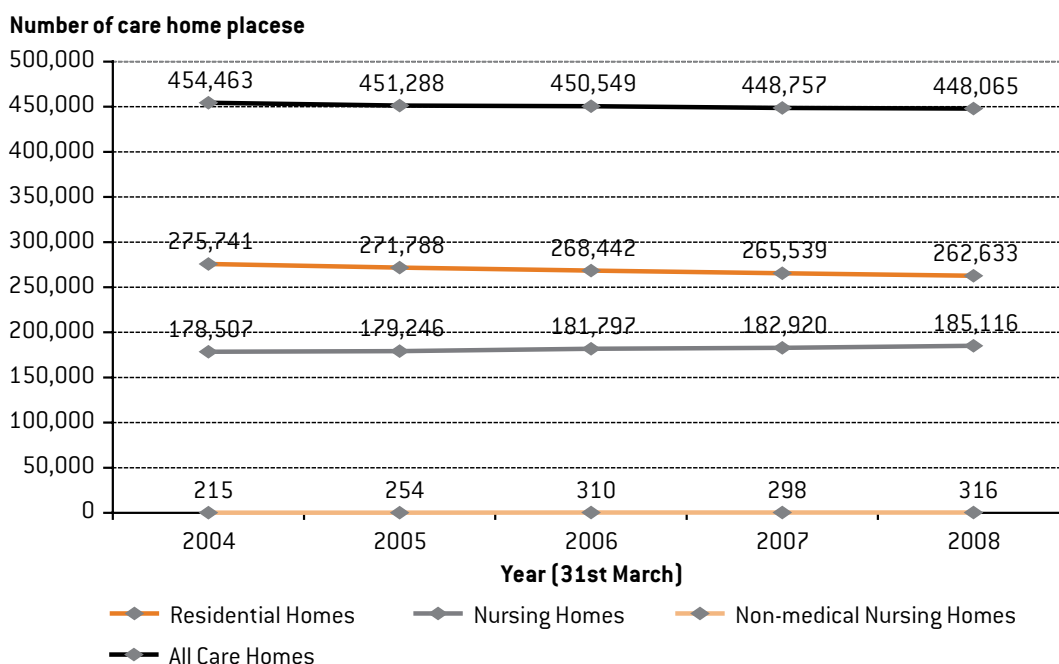 Number of care home placese
500,000
454,463 451,288 450,549 448,757 448,065
450,000
400,000
350,000
300,000
275,741 271,788 268,442 265,539 262,633
250,000
200,000
178,507 179,246 181,797 182,920 185,116
150,000
100,000
50,000
215 254 310 298 316
0
2004 2005 2006 2007 2008
Year (31st March)
Residential Homes Nursing Homes Non-medical Nursing Homes
All Care Homes